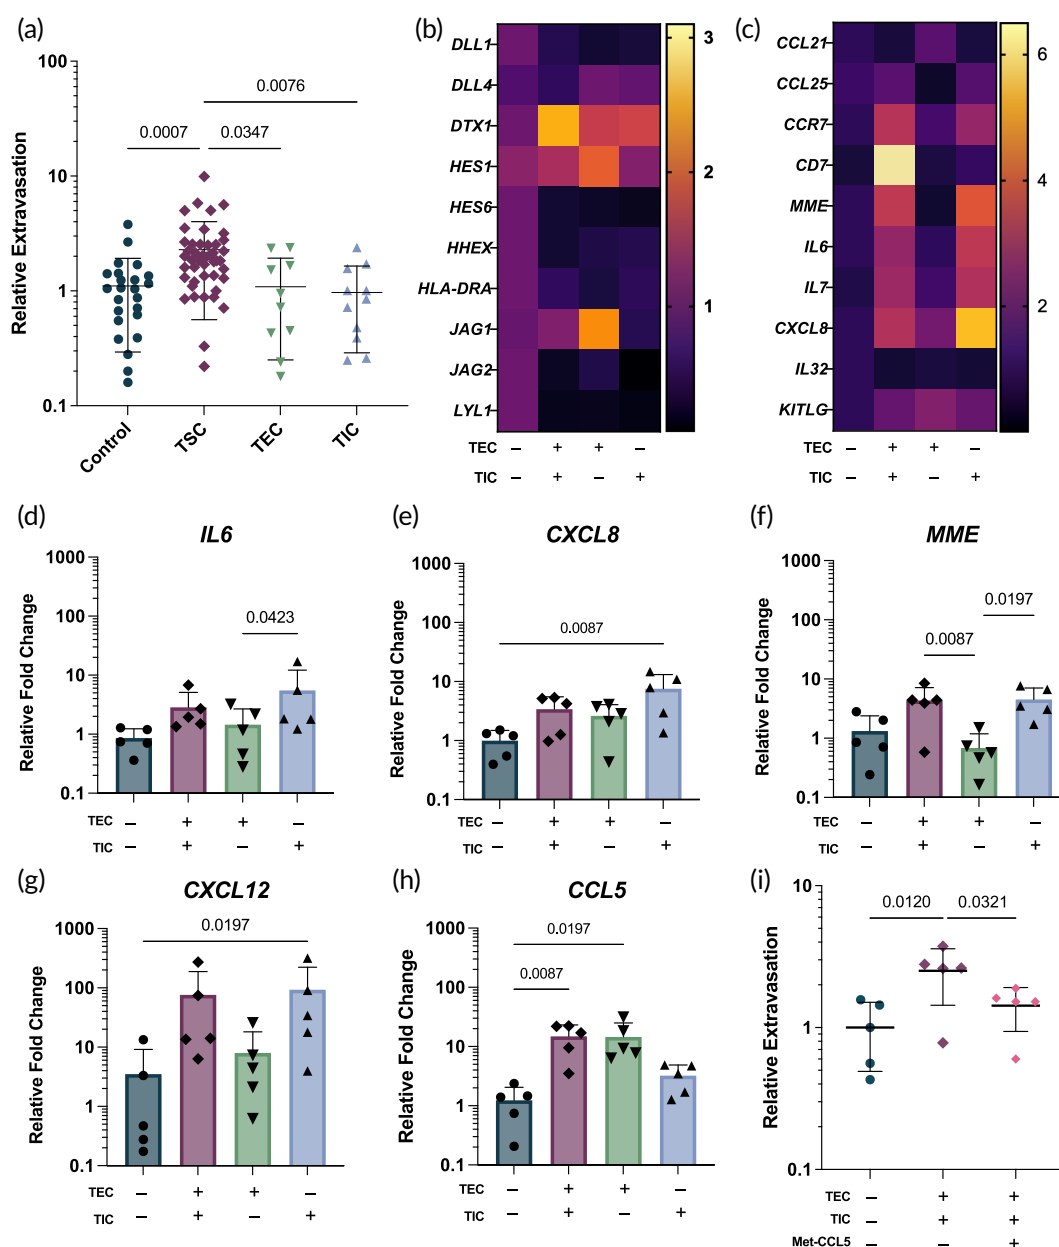 (a)
Relative Extravasation
100
10
1
0.1
0.0076
0.0007
0.0347
Control
TSC
TEC
TIC
(b)
DLL1
DLL4
DTX1
HES1
HES6
HHEX
HLA-DRA
JAG1
JAG2
LYL1
3
2
1
TEC – + + –
TIC – + – +
(c)
CCL21
CCL25
CCR7
CD7
MME
IL6
IL7
CXCL8
IL32
KITLG
6
4
2
– + + –
– + – +
(d)
IL6
Relative Fold Change
1000
100
10
1
0.1
0.0423
TEC – + + –
TIC – + – +
(e)
CXCL8
Relative Fold Change
1000
100
10
1
0.1
0.0087
– + + –
– + – +
(f)
MME
Relative Fold Change
1000
100
10
1
0.1
0.0197
0.0087
TEC – + + –
TIC – + – +
(g)
CXCL12
Relative Fold Change
1000
100
10
1
0.1
0.0197
TEC – + + –
TIC – + – +
(h)
CCL5
Relative Fold Change
1000
100
10
1
0.1
0.0197
0.0087
– + + –
– + – +
(i)
Relative Extravasation
10
1
0.1
0.0120
0.0321
TEC – + +
TIC – + +
Met-CCL5 – – +